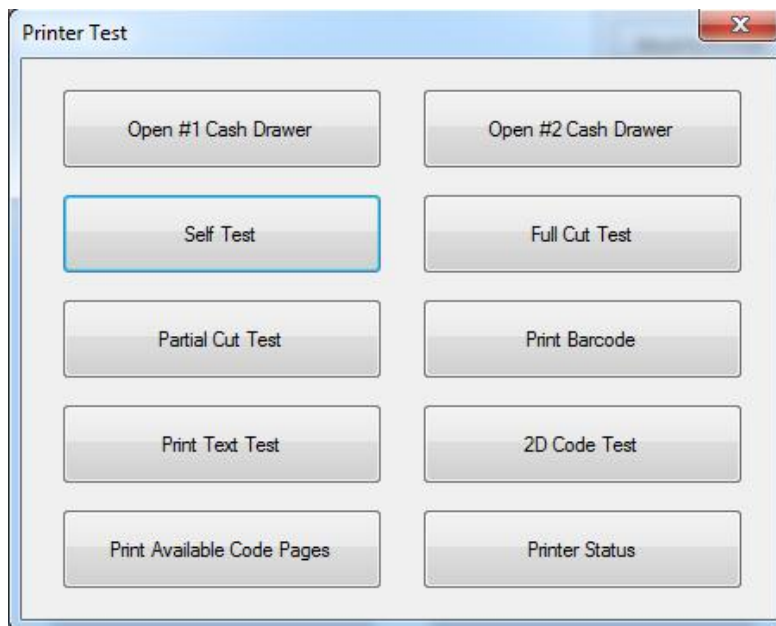 Printer Test
Open #1 Cash Drawer
Open #2 Cash Drawer
Self Test
Full Cut Test
Partial Cut Test
Print Barcode
Print Text Test
2D Code Test
Print Available Code Pages
Printer Status